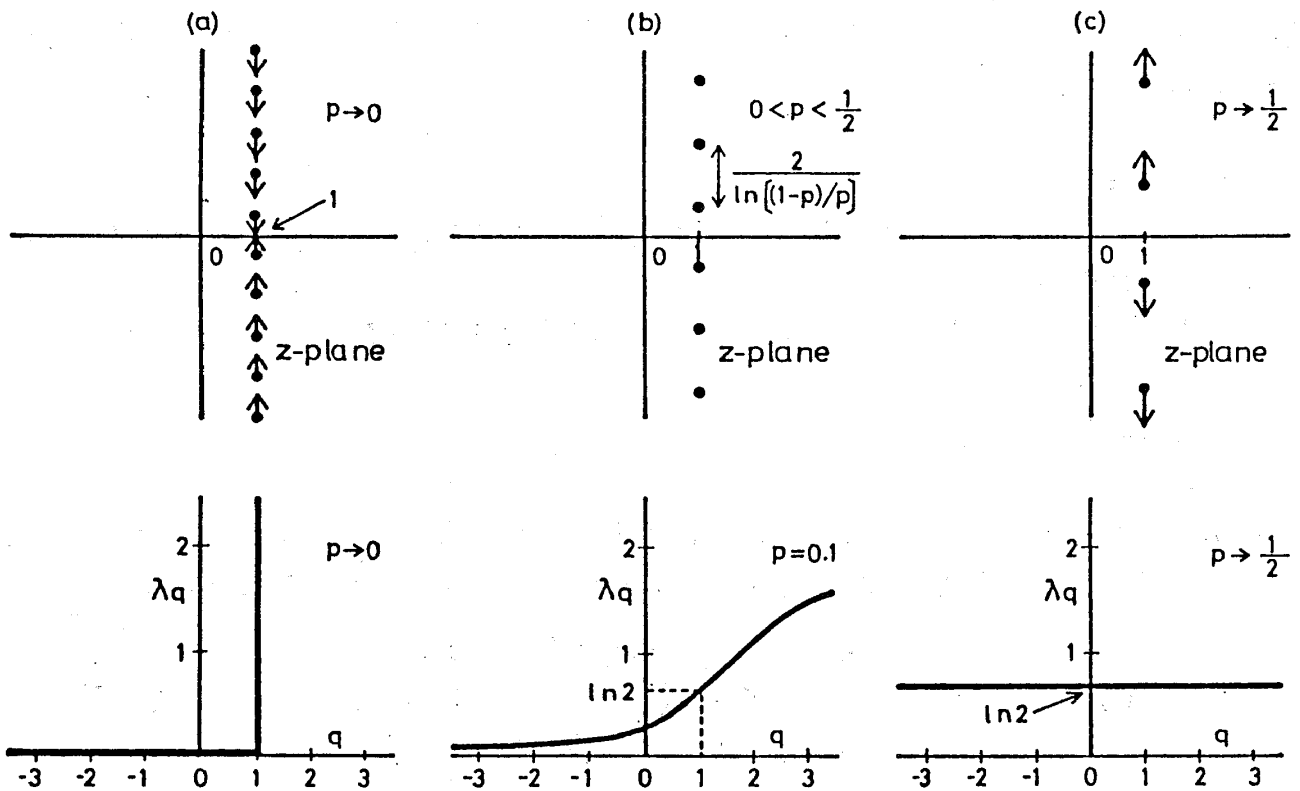 (a)
p→0
1
0
z-plane
(b)
0<p<1/2
2/ln[(1-p)/p]
0 1
z-plane
(c)
p→1/2
0 1
z-plane
p→0
2
λq
1
q
-3 -2 -1 0 1 2 3
p=0.1
2
λq
1
ln2
q
-3 -2 -1 0 1 2 3
p→1/2
2
λq
1
ln2
q
-3 -2 -1 0 1 2 3